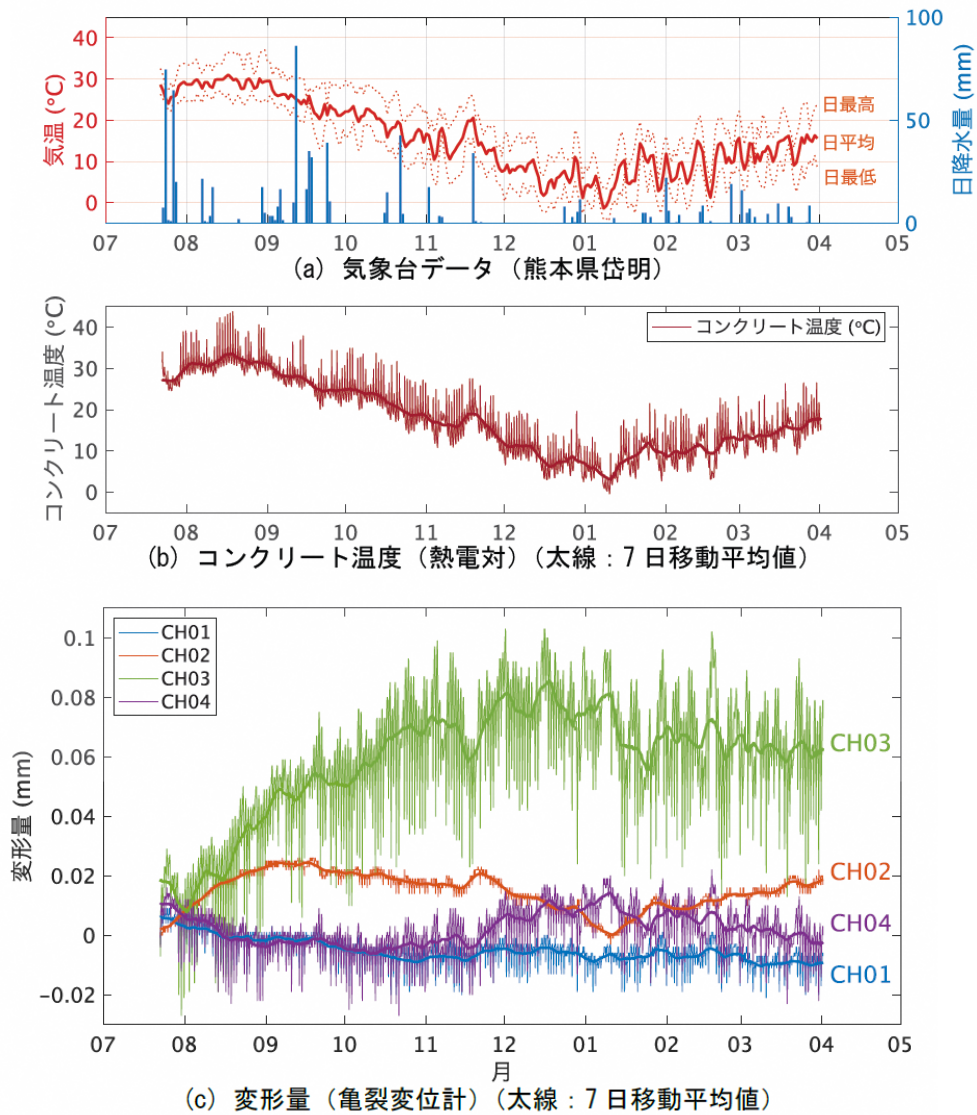 気温 (°C)
40
30
20
10
0
100
50
0
日降水量 (mm)
日最高
日平均
日最低
07 08 09 10 11 12 01 02 03 04 05
(a) 気象台データ（熊本県岱明）
コンクリート温度 (°C)
40
30
20
10
0
コンクリート温度 (°C)
07 08 09 10 11 12 01 02 03 04 05
(b) コンクリート温度（熱電対）（太線：7日移動平均値）
変形量 (mm)
0.1
0.08
0.06
0.04
0.02
0
−0.02
CH01
CH02
CH03
CH04
CH03
CH02
CH04
CH01
07 08 09 10 11 12 01 02 03 04 05
月
(c) 変形量（亀裂変位計）（太線：7日移動平均値）